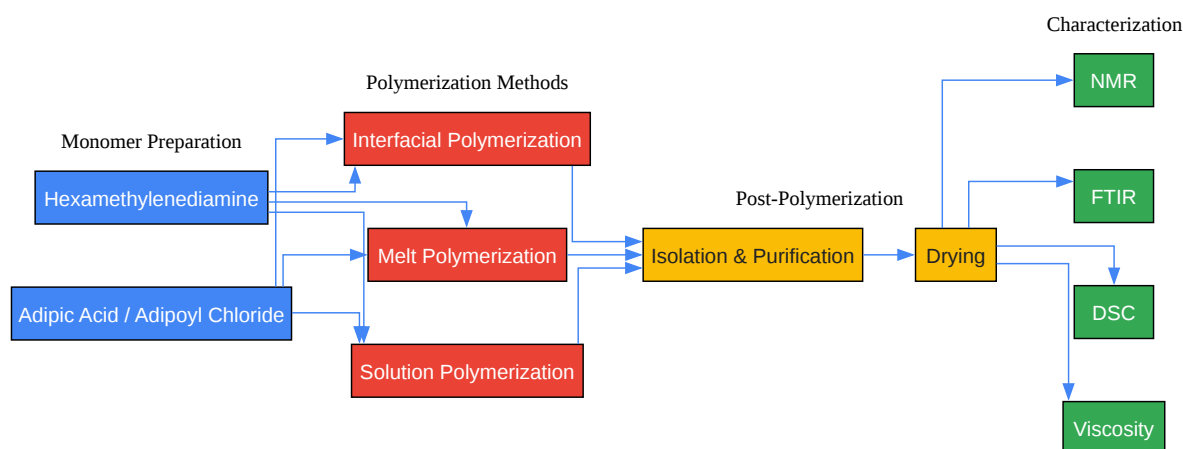 Monomer Preparation
Hexamethylenediamine
Adipic Acid / Adipoyl Chloride
Polymerization Methods
Interfacial Polymerization
Melt Polymerization
Solution Polymerization
Post-Polymerization
Isolation & Purification
Drying
Characterization
NMR
FTIR
DSC
Viscosity